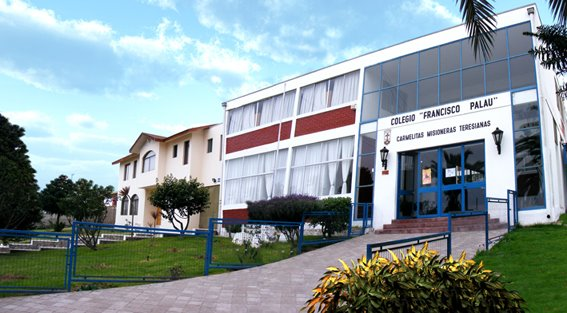 COLEGIO "FRANCISCO PALAU"
CARMELITAS MISIONERAS TERESIANAS